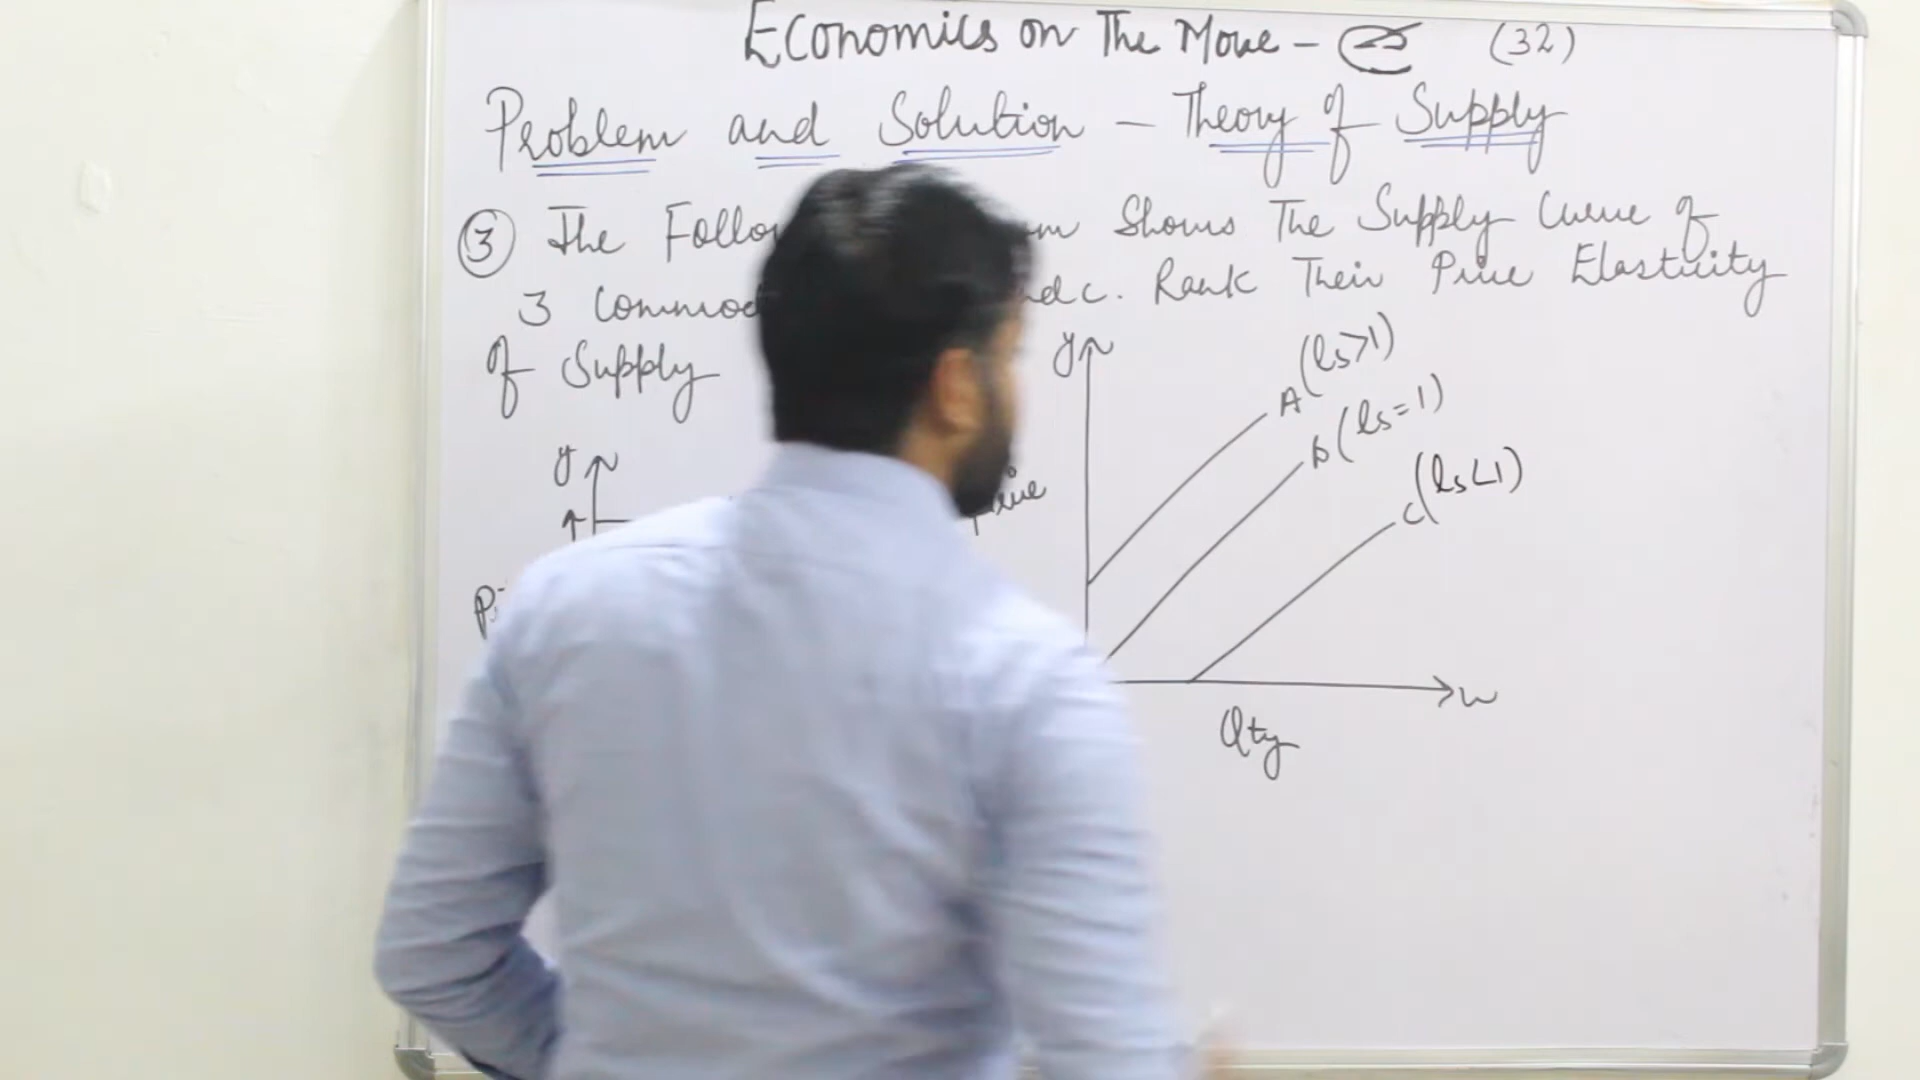 Economics on The Move - (32)
Problem and Solution - Theory of Supply
③ The Follo m Shows The Supply Curve of
3 Commod nd c. Rank Their Price Elasticity
of Supply
y
y
A (es>1)
B (es=1)
C (es<1)
Qty